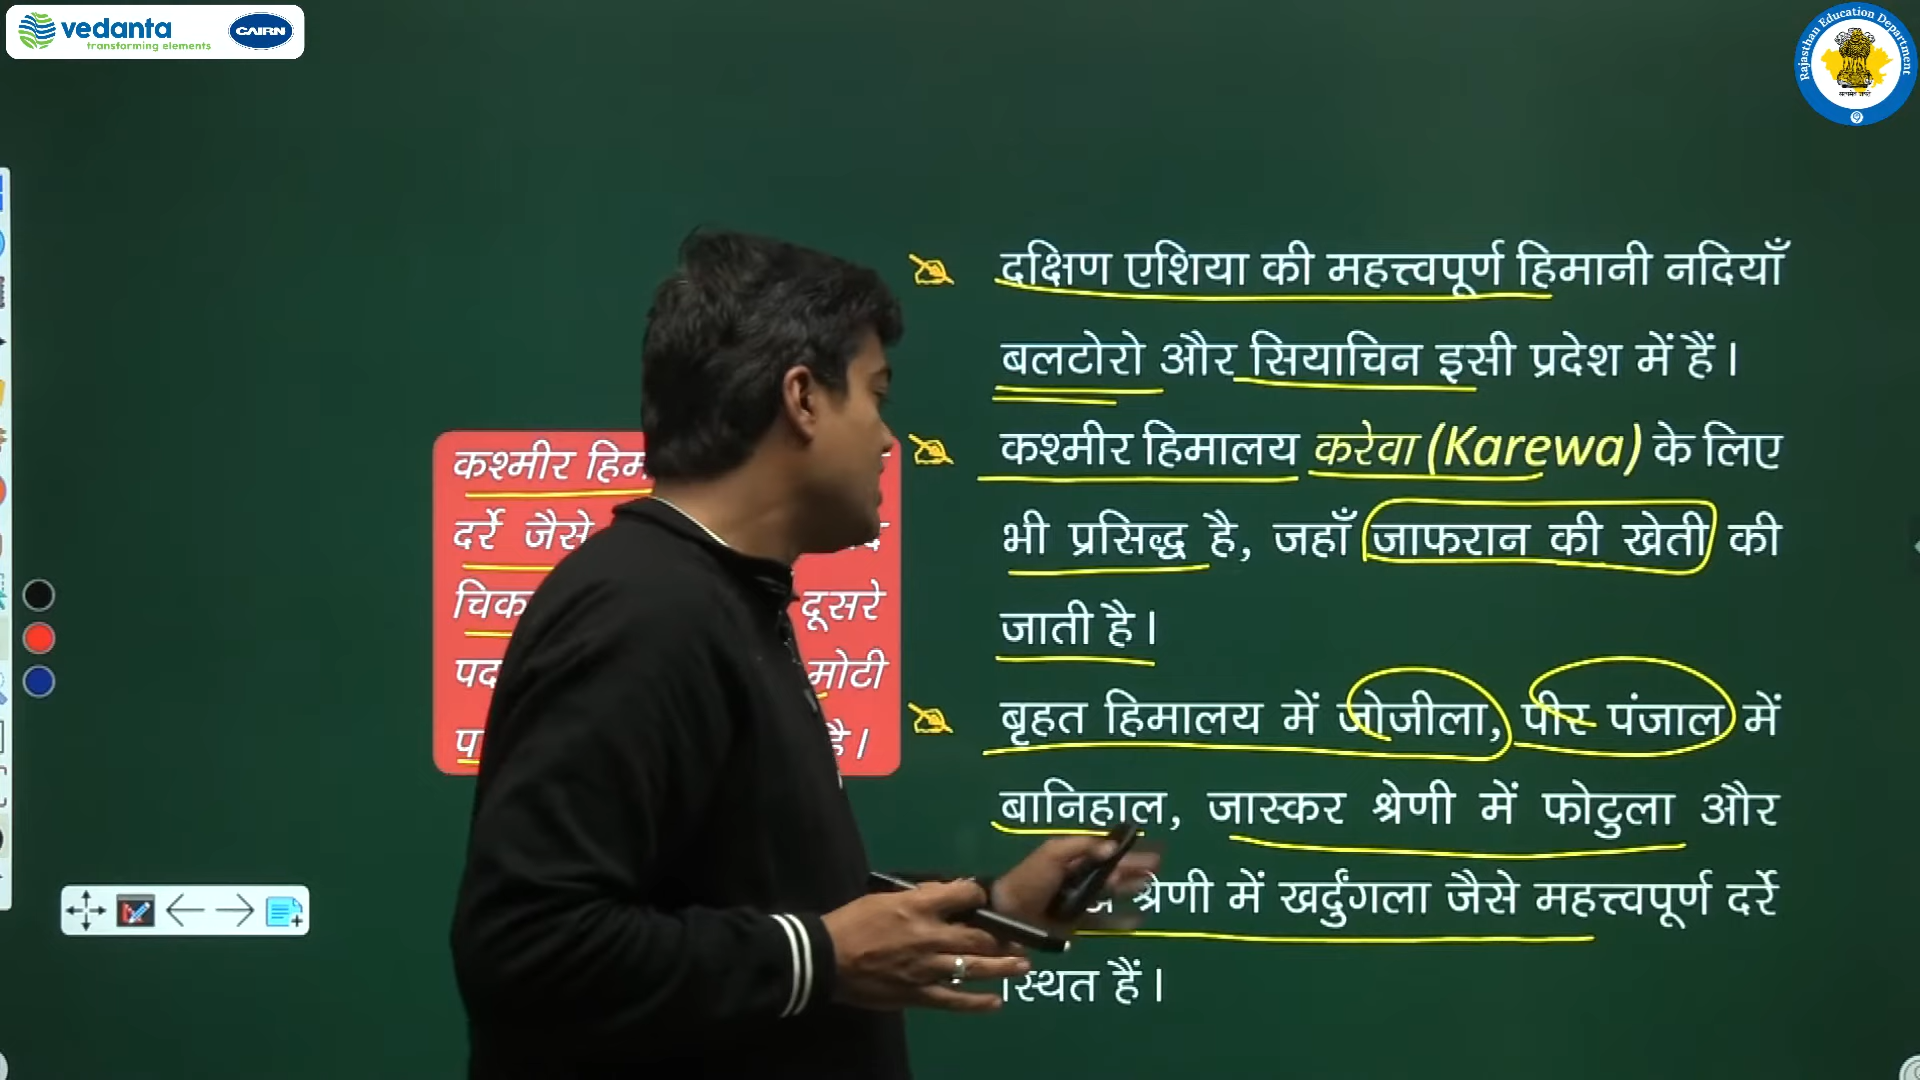 vedanta
transforming elements
CAIRN
Rajasthan Education Department
दक्षिण एशिया की महत्त्वपूर्ण हिमानी नदियाँ
बलटोरो और सियाचिन इसी प्रदेश में हैं।
कश्मीर हिमालय करेवा (Karewa) के लिए
भी प्रसिद्ध है, जहाँ जाफरान की खेती की
जाती है।
बृहत हिमालय में जोजीला, पीर पंजाल में
बानिहाल, जास्कर श्रेणी में फोटुला और
श्रेणी में खर्दुंगला जैसे महत्त्वपूर्ण दर्रे
स्थित हैं।
कश्मीर
दर्रे जैसे
दूसरे
मोटी
है।